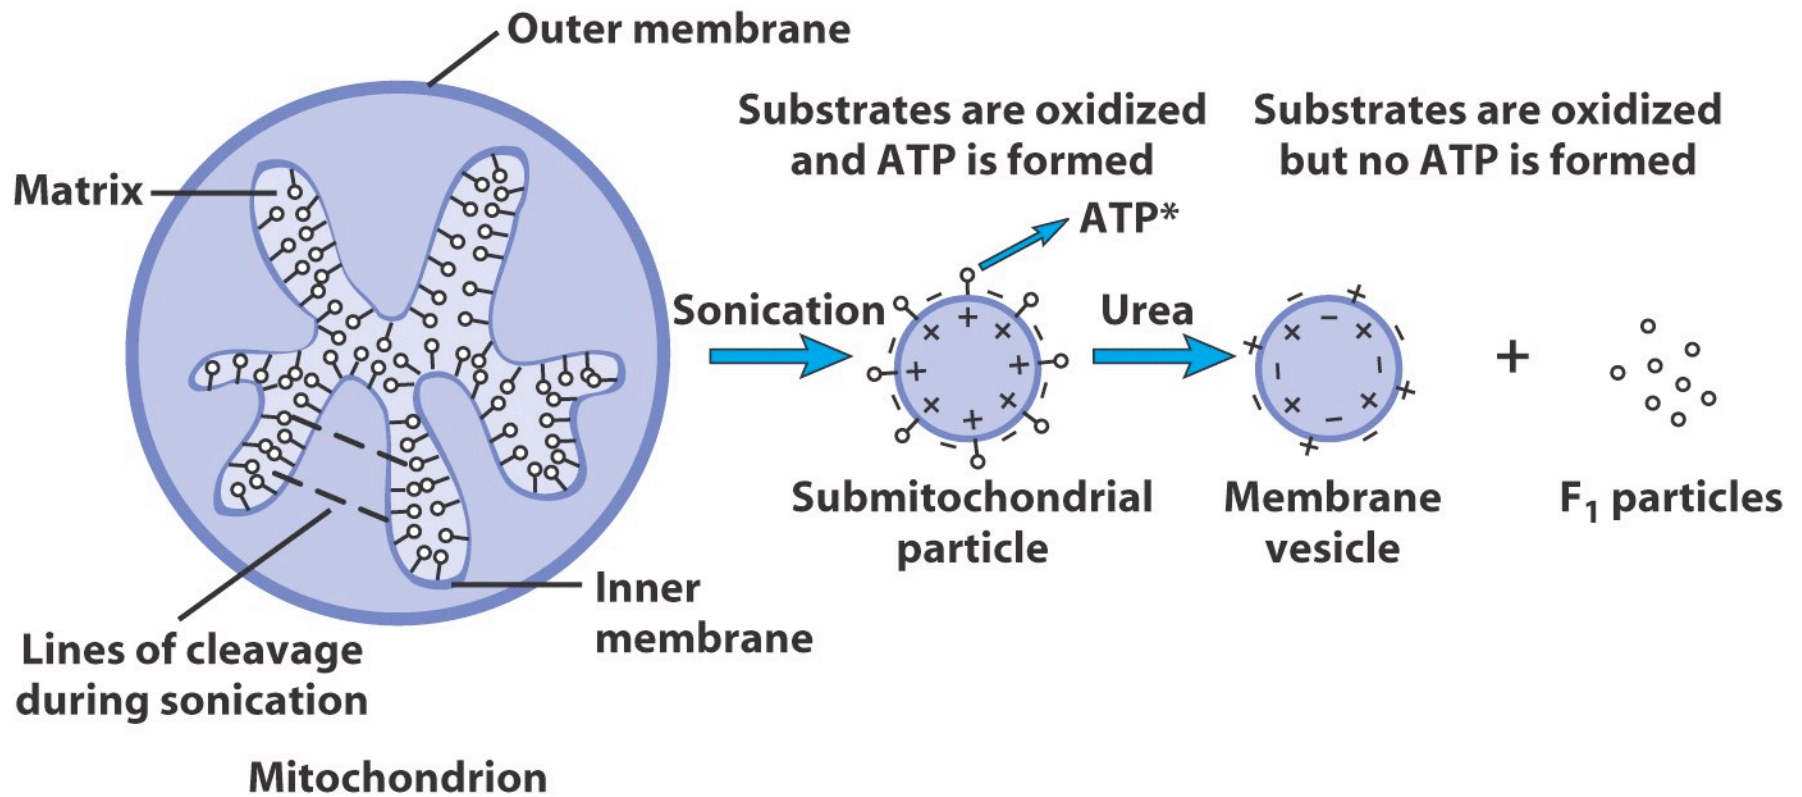 Outer membrane
Matrix
Substrates are oxidized
and ATP is formed
Substrates are oxidized
but no ATP is formed
ATP*
Sonication
Urea
+
Submitochondrial
particle
Membrane
vesicle
F₁ particles
Inner
membrane
Lines of cleavage
during sonication
Mitochondrion